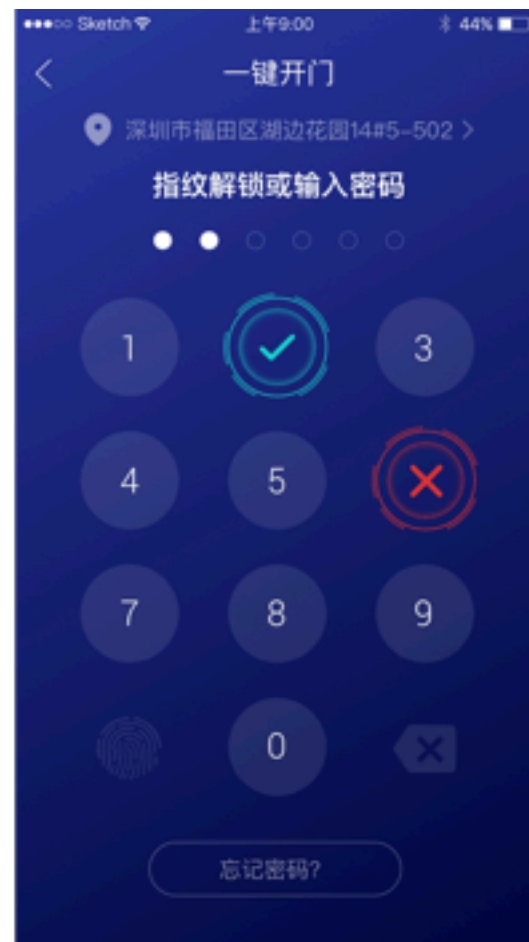 Sketch 上午9:00 44%
一键开门
深圳市福田区湖边花园14#5-502 >
指纹解锁或输入密码
1 3
4 5
7 8 9
0
忘记密码?